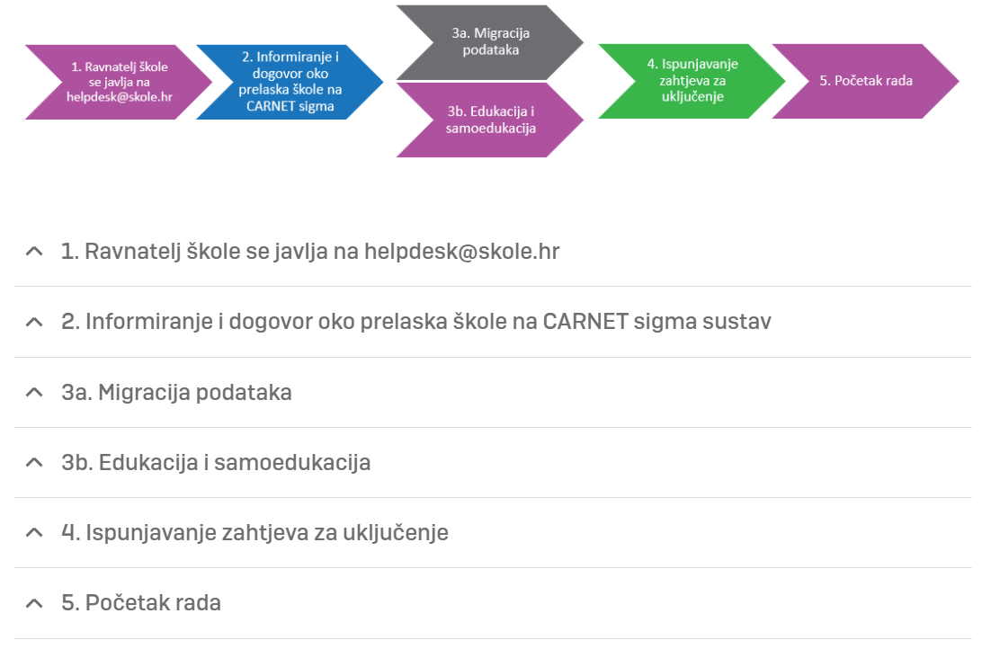 1. Ravnatelj škole
se javlja na
helpdesk@skole.hr
2. Informiranje i
dogovor oko
prelaska škole na
CARNET sigma
3a. Migracija
podataka
3b. Edukacija i
samoedukacija
4. Ispunjavanje
zahtjeva za
uključenje
5. Početak rada
1. Ravnatelj škole se javlja na helpdesk@skole.hr
2. Informiranje i dogovor oko prelaska škole na CARNET sigma sustav
3a. Migracija podataka
3b. Edukacija i samoedukacija
4. Ispunjavanje zahtjeva za uključenje
5. Početak rada